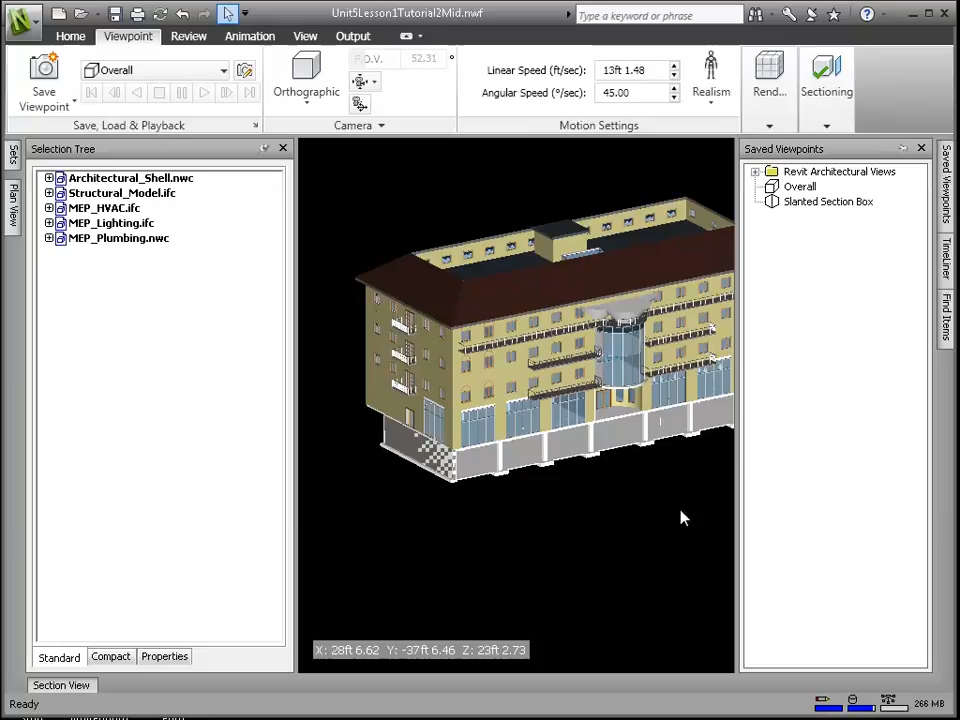 Unit5Lesson1Tutorial2Mid.nwf
Type a keyword or phrase
Home
Viewpoint
Review
Animation
View
Output
Save
Viewpoint
Overall
Save, Load & Playback
Orthographic
F.O.V.
52.31
°
Camera
Linear Speed (ft/sec):
13ft 1.48
Angular Speed (°/sec):
45.00
Motion Settings
Realism
Rend...
Sectioning
Sets
Plan View
Selection Tree
Architectural_Shell.nwc
Structural_Model.ifc
MEP_HVAC.ifc
MEP_Lighting.ifc
MEP_Plumbing.nwc
Standard
Compact
Properties
X: 28ft 6.62 Y: -37ft 6.46 Z: 23ft 2.73
Saved Viewpoints
Revit Architectural Views
Overall
Slanted Section Box
Saved Viewpoints
TimeLiner
Find Items
Section View
Ready
266 MB